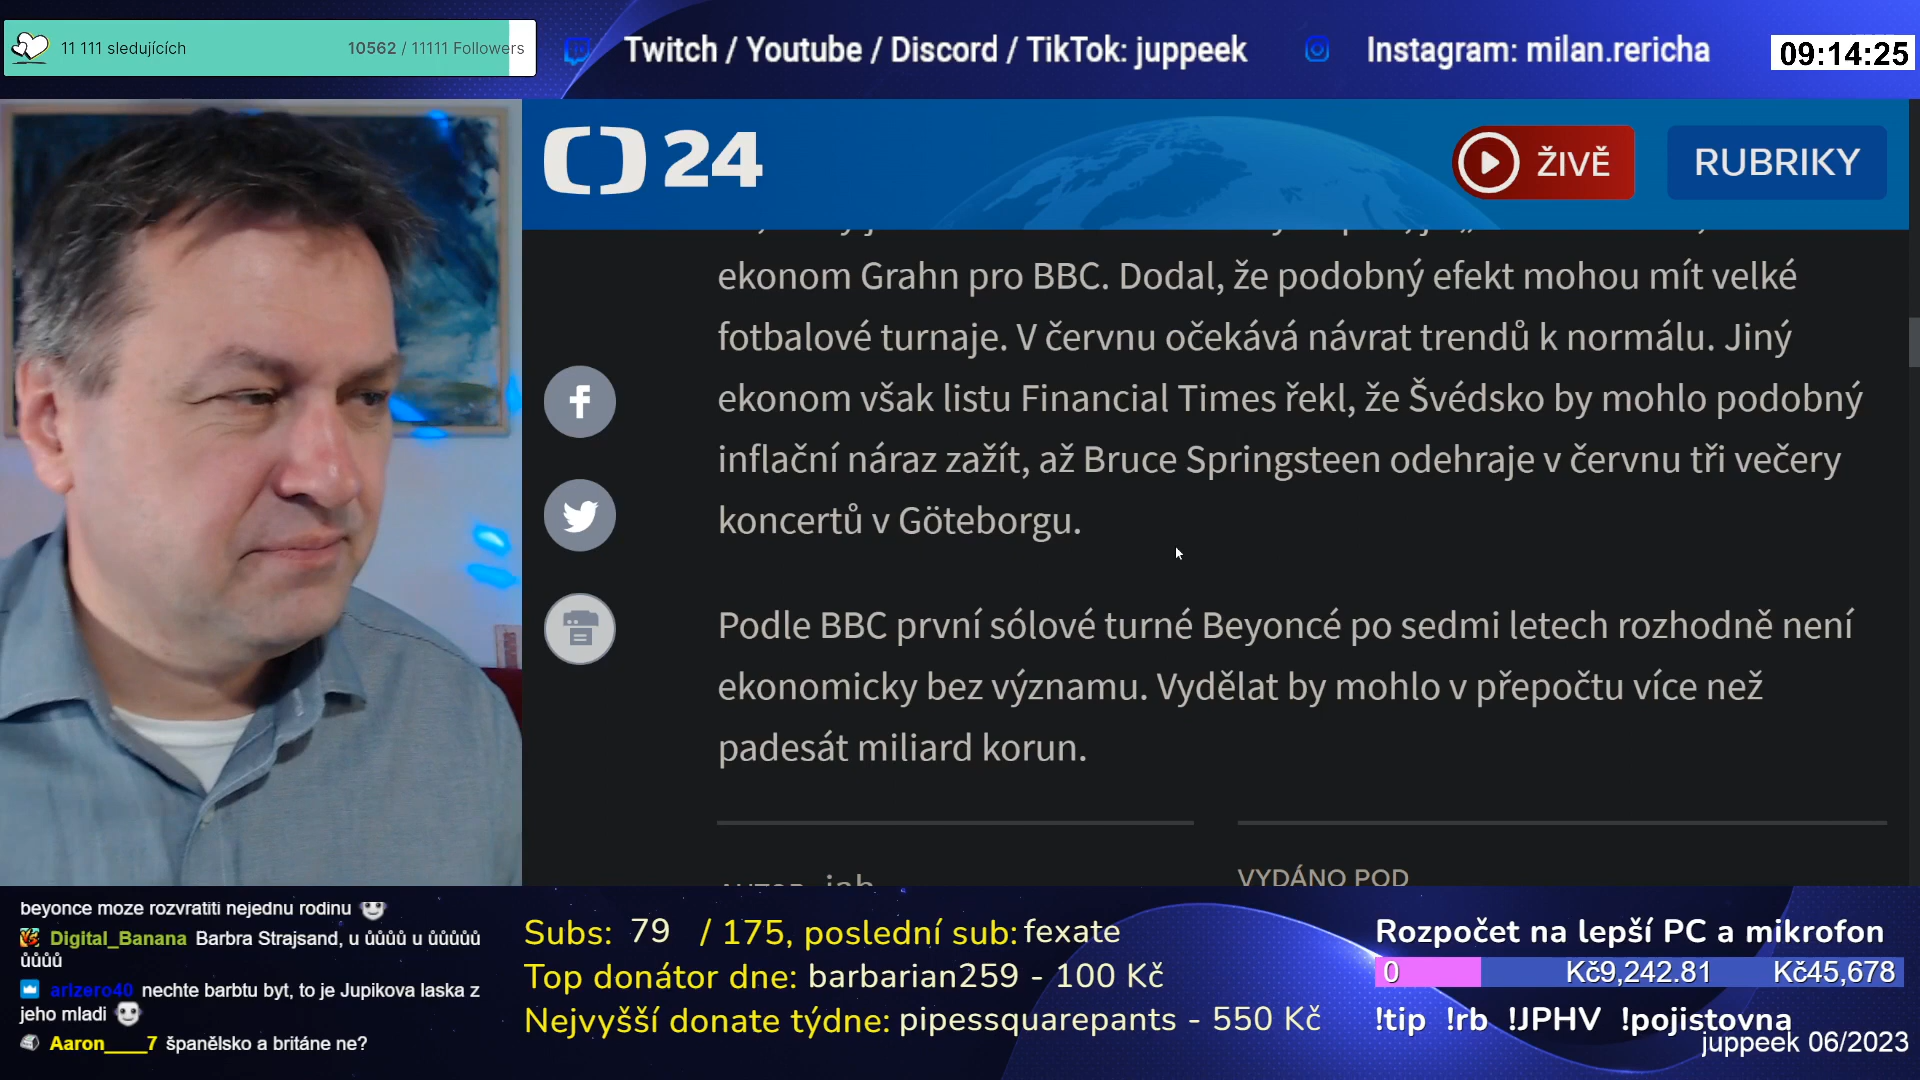 11 111 sledujících
10562 / 11111 Followers
Twitch / Youtube / Discord / TikTok: juppeek
Instagram: milan.rericha
09:14:25
24
ŽIVĚ
RUBRIKY
ekonom Grahn pro BBC. Dodal, že podobný efekt mohou mít velké
fotbalové turnaje. V červnu očekává návrat trendů k normálu. Jiný
ekonom však listu Financial Times řekl, že Švédsko by mohlo podobný
inflační náraz zažít, až Bruce Springsteen odehraje v červnu tři večery
koncertů v Göteborgu.
Podle BBC první sólové turné Beyoncé po sedmi letech rozhodně není
ekonomicky bez významu. Vydělat by mohlo v přepočtu více než
padesát miliard korun.
VYDÁNO POD
beyonce moze rozvratiti nejednu rodinu
Digital_Banana Barbra Strajsand, u ůůůů u ůůůůů
ůůůů
arizero40 nechte barbtu byt, to je Jupikova laska z
jeho mladi
Aaron____7 španělsko a británe ne?
Subs: 79 / 175, poslední sub: fexate
Top donátor dne: barbarian259 - 100 Kč
Nejvyšší donate týdne: pipessquarepants - 550 Kč
Rozpočet na lepší PC a mikrofon
0 Kč9,242.81 Kč45,678
!tip !rb !JPHV !pojistovna
juppeek 06/2023